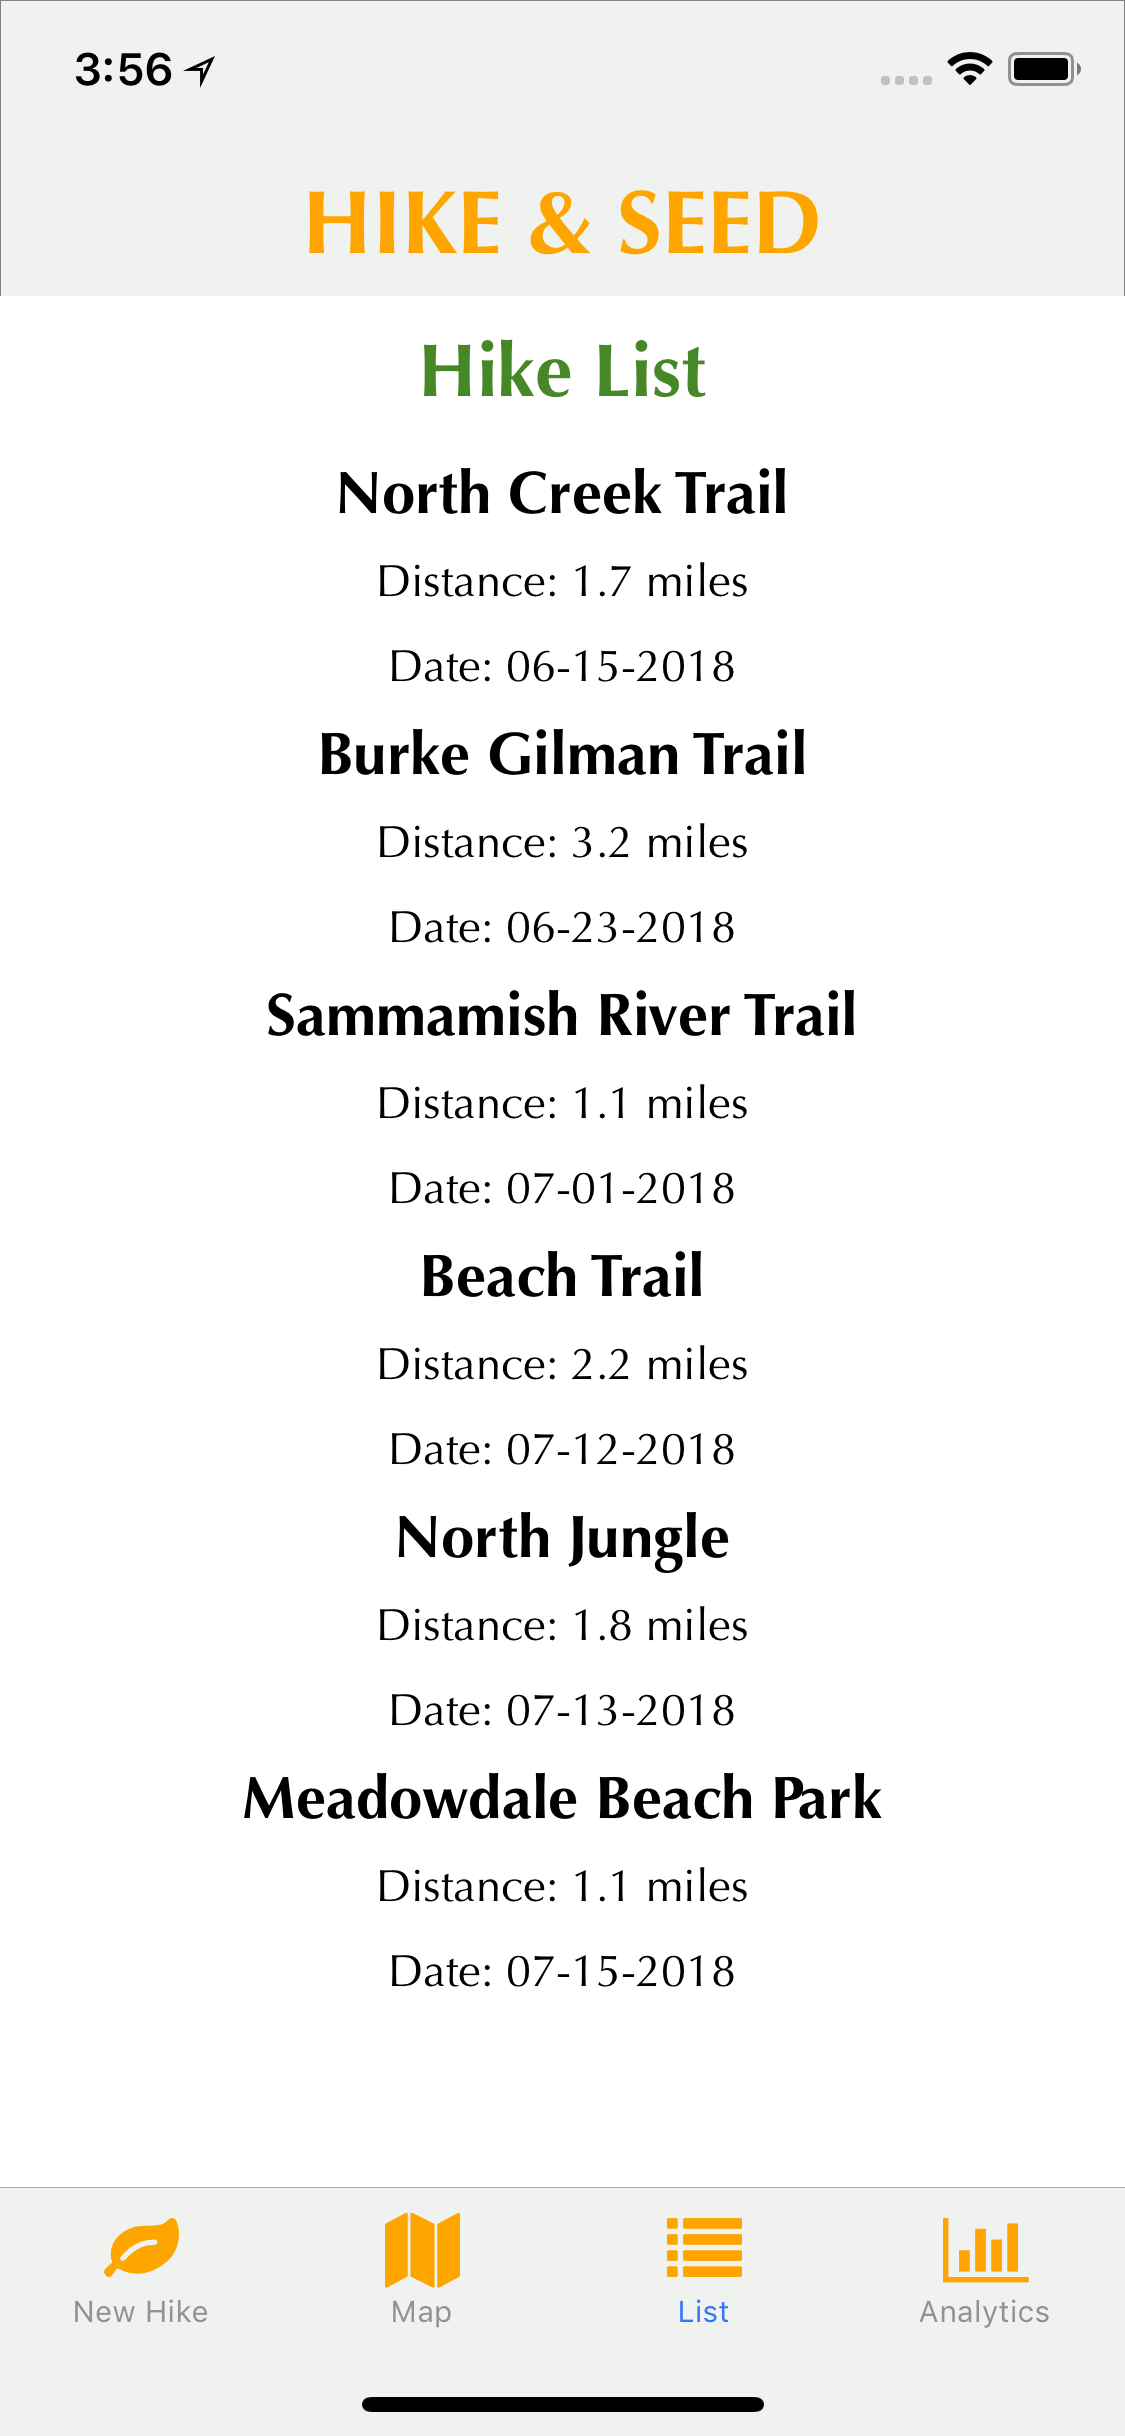 3:56
HIKE & SEED
Hike List
North Creek Trail
Distance: 1.7 miles
Date: 06-15-2018
Burke Gilman Trail
Distance: 3.2 miles
Date: 06-23-2018
Sammamish River Trail
Distance: 1.1 miles
Date: 07-01-2018
Beach Trail
Distance: 2.2 miles
Date: 07-12-2018
North Jungle
Distance: 1.8 miles
Date: 07-13-2018
Meadowdale Beach Park
Distance: 1.1 miles
Date: 07-15-2018
New Hike Map List Analytics